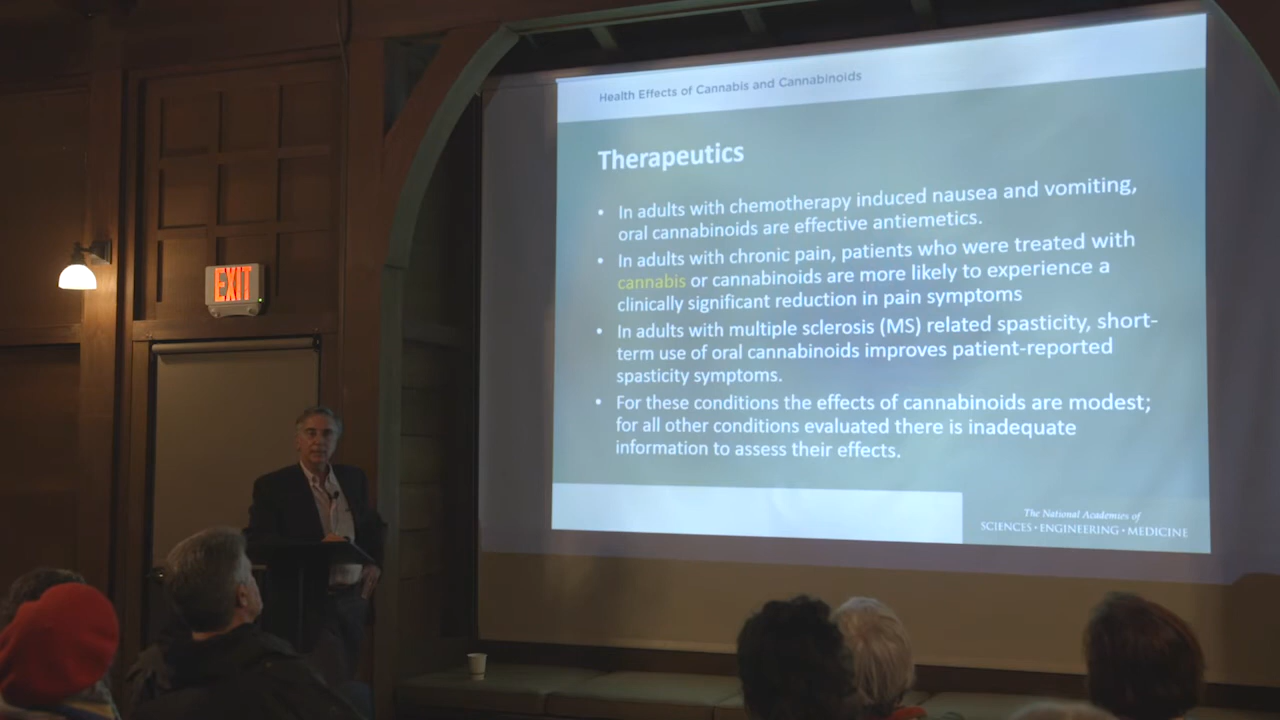 Health Effects of Cannabis and Cannabinoids
Therapeutics
• In adults with chemotherapy induced nausea and vomiting,
oral cannabinoids are effective antiemetics.
• In adults with chronic pain, patients who were treated with
cannabis or cannabinoids are more likely to experience a
clinically significant reduction in pain symptoms
• In adults with multiple sclerosis (MS) related spasticity, short-
term use of oral cannabinoids improves patient-reported
spasticity symptoms.
• For these conditions the effects of cannabinoids are modest;
for all other conditions evaluated there is inadequate
information to assess their effects.
The National Academies of
SCIENCES • ENGINEERING • MEDICINE
EXIT